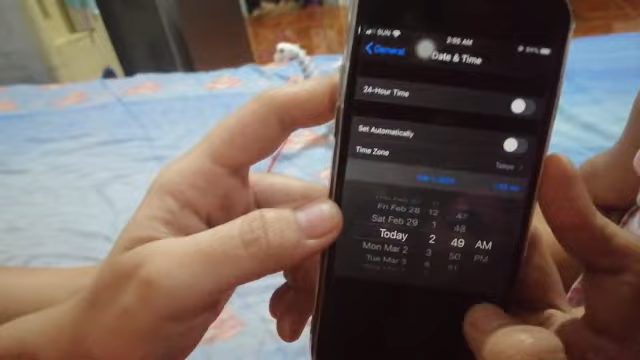 SUN
General
Date & Time
24-Hour Time
Set Automatically
Time Zone
Fri Feb 28 12 47
Sat Feb 29 1 48
Today 2 49 AM
Mon Mar 2 3 50 PM
Tue Mar 3 51